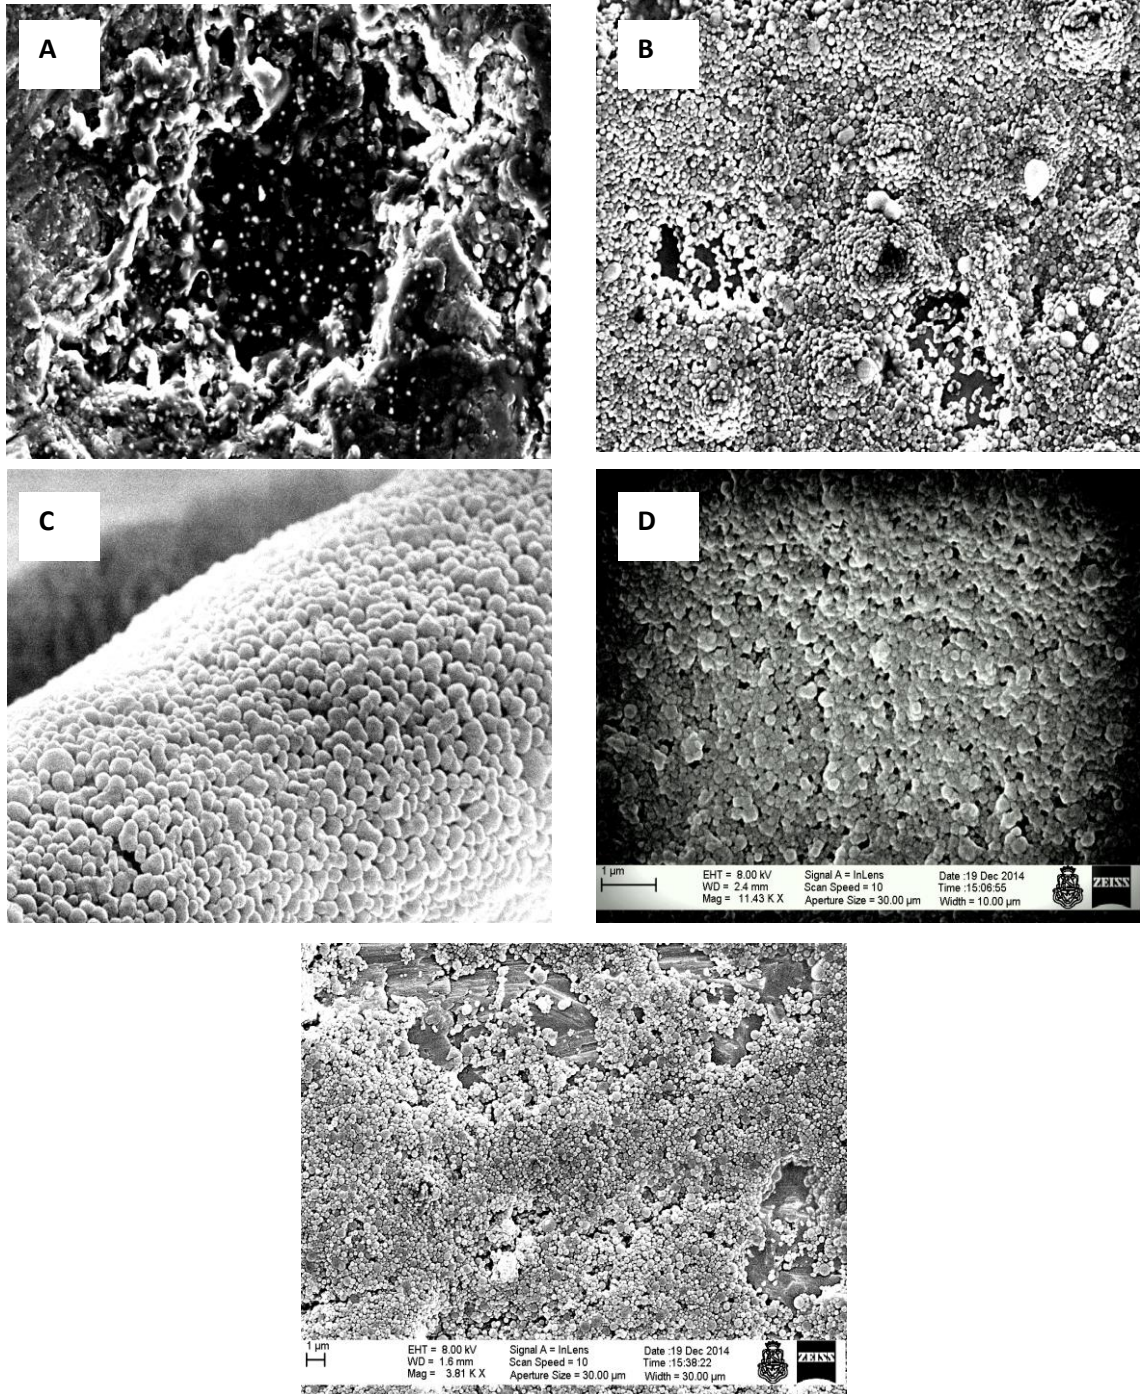 A
B
C
D
1 µm
EHT = 8.00 kV
WD = 2.4 mm
Mag = 11.43 K X
Signal A = InLens
Scan Speed = 10
Aperture Size = 30.00 µm
Date :19 Dec 2014
Time :15:06:55
Width = 10.00 µm
ZEISS
1 µm
EHT = 8.00 kV
WD = 1.6 mm
Mag = 3.81 K X
Signal A = InLens
Scan Speed = 10
Aperture Size = 30.00 µm
Date :19 Dec 2014
Time :15:38:22
Width = 30.00 µm
ZEISS